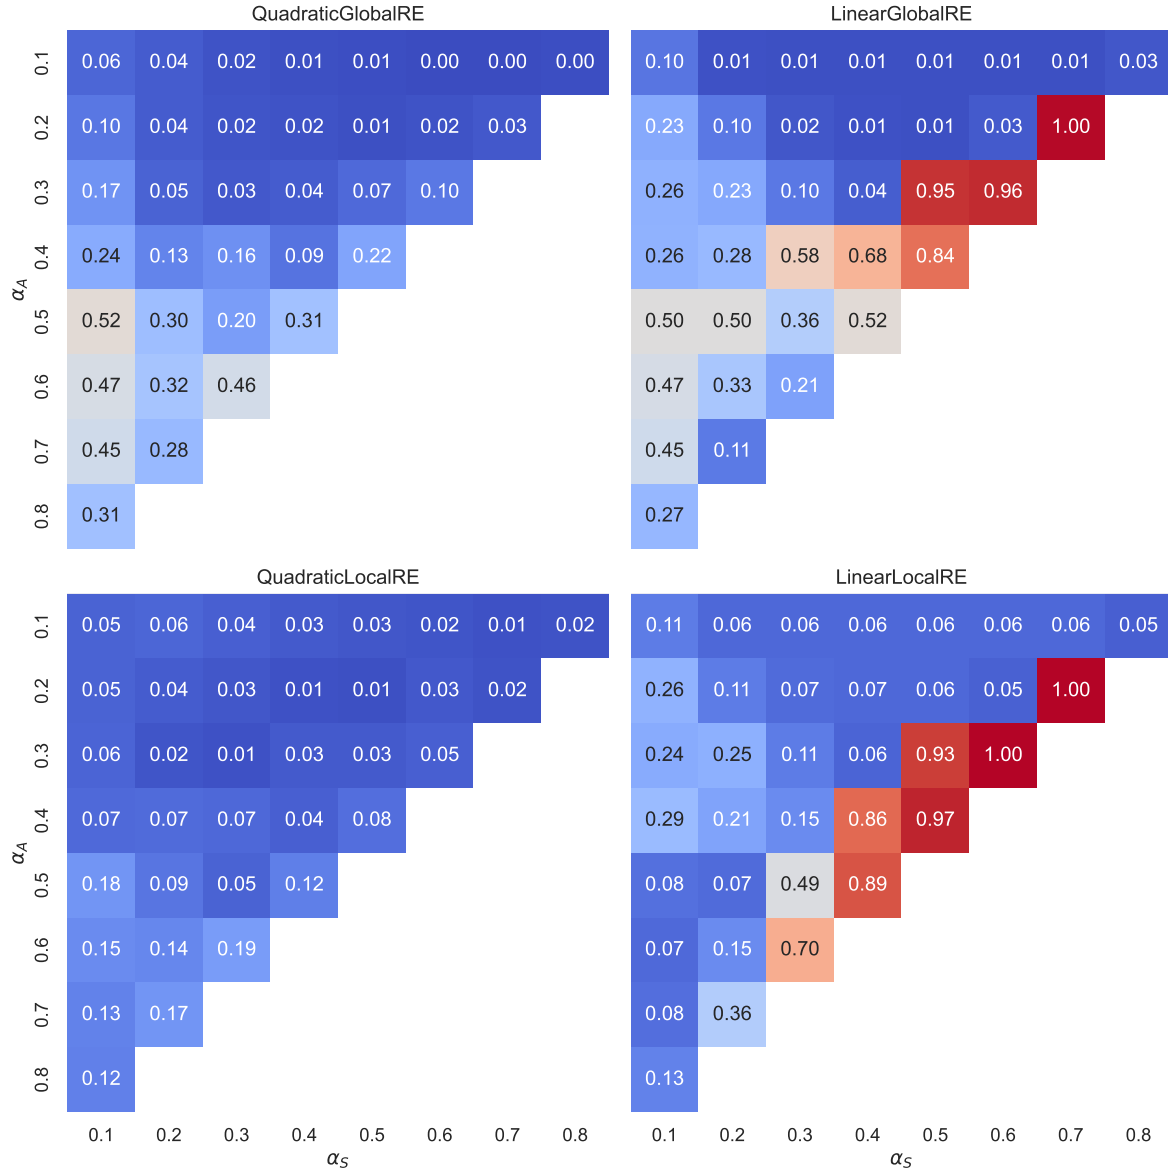 QuadraticGlobalRE
α_A
0.1 0.06 0.04 0.02 0.01 0.01 0.00 0.00 0.00
0.2 0.10 0.04 0.02 0.02 0.01 0.02 0.03
0.3 0.17 0.05 0.03 0.04 0.07 0.10
0.4 0.24 0.13 0.16 0.09 0.22
0.5 0.52 0.30 0.20 0.31
0.6 0.47 0.32 0.46
0.7 0.45 0.28
0.8 0.31
LinearGlobalRE
0.10 0.01 0.01 0.01 0.01 0.01 0.01 0.03
0.23 0.10 0.02 0.01 0.01 0.03 1.00
0.26 0.23 0.10 0.04 0.95 0.96
0.26 0.28 0.58 0.68 0.84
0.50 0.50 0.36 0.52
0.47 0.33 0.21
0.45 0.11
0.27
QuadraticLocalRE
α_A
0.1 0.05 0.06 0.04 0.03 0.03 0.02 0.01 0.02
0.2 0.05 0.04 0.03 0.01 0.01 0.03 0.02
0.3 0.06 0.02 0.01 0.03 0.03 0.05
0.4 0.07 0.07 0.07 0.04 0.08
0.5 0.18 0.09 0.05 0.12
0.6 0.15 0.14 0.19
0.7 0.13 0.17
0.8 0.12
0.1 0.2 0.3 0.4 0.5 0.6 0.7 0.8
α_S
LinearLocalRE
0.11 0.06 0.06 0.06 0.06 0.06 0.06 0.05
0.26 0.11 0.07 0.07 0.06 0.05 1.00
0.24 0.25 0.11 0.06 0.93 1.00
0.29 0.21 0.15 0.86 0.97
0.08 0.07 0.49 0.89
0.07 0.15 0.70
0.08 0.36
0.13
0.1 0.2 0.3 0.4 0.5 0.6 0.7 0.8
α_S